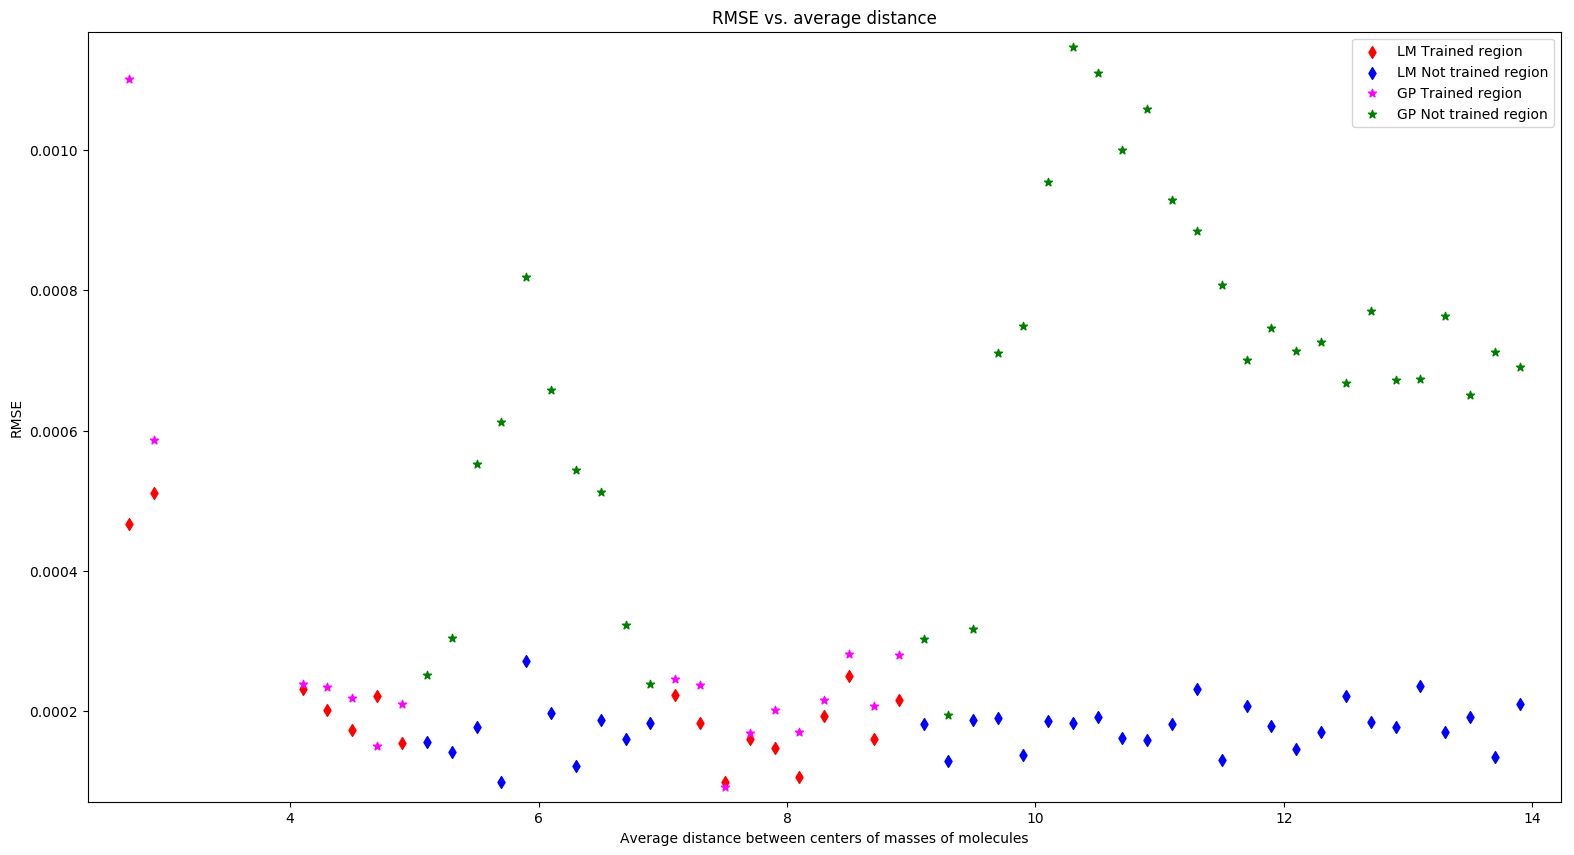 RMSE vs. average distance
LM Trained region
LM Not trained region
GP Trained region
GP Not trained region
RMSE
0.0010
0.0008
0.0006
0.0004
0.0002
4 6 8 10 12 14
Average distance between centers of masses of molecules